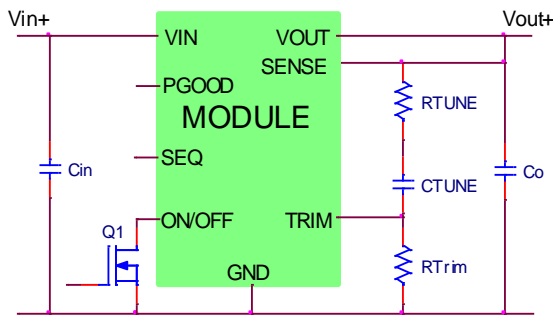 Vin+
Vout+
VIN
VOUT
SENSE
PGOOD
RTUNE
MODULE
Cin
SEQ
CTUNE
Co
Q1
ON/OFF
TRIM
RTrim
GND